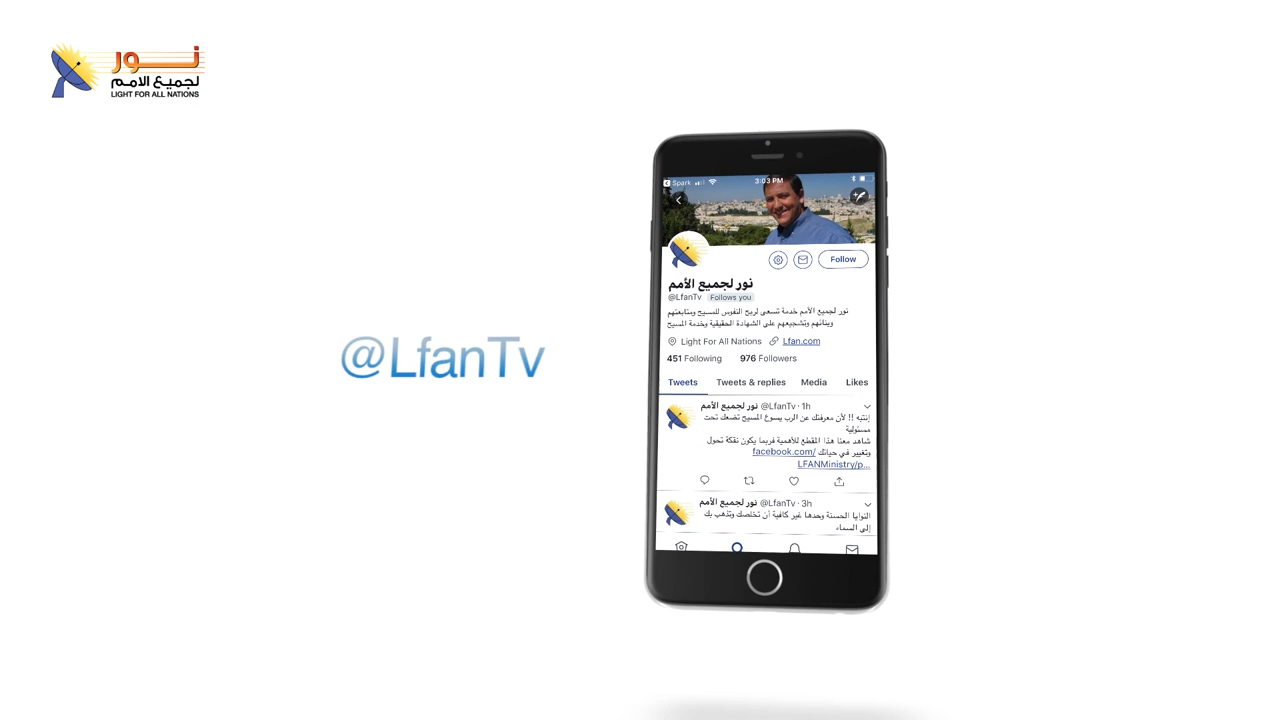 نور
لجميع الامم
LIGHT FOR ALL NATIONS
@LfanTv
Spark
3:03 PM
Follow
نور لجميع الأمم
@LfanTv Follows you
نور لجميع الأمم خدمة تسعى لربح النفوس للمسيح ومتابعتهم
وبنائهم وتشجيعهم على الشهادة الحقيقية وخدمة المسيح
Light For All Nations Lfan.com
451 Following 976 Followers
Tweets Tweets & replies Media Likes
نور لجميع الأمم @LfanTv · 1h
إنتبه !! لأن معرفتك عن الرب يسوع المسيح تضعك تحت
مسئولية
شاهد معنا هذا المقطع للأهمية فربما يكون نقكة تحول
وتغيير في حياتك facebook.com/
LFANMinistry/p...
نور لجميع الأمم @LfanTv · 3h
النوايا الحسنة وحدها غير كافية أن تخلصك وتذهب بك
إلى السماء